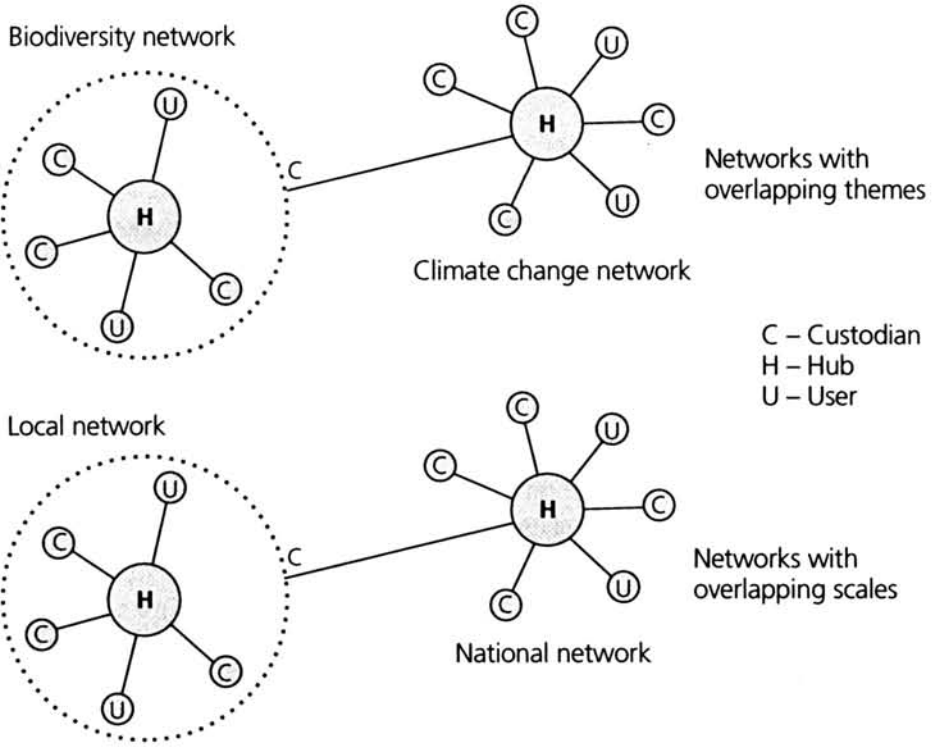 Biodiversity network
C
U
U
C
C
C
H
C
C
H
Networks with
overlapping themes
C
U
C
C
U
Climate change network
C – Custodian
H – Hub
U – User
Local network
C
U
C
U
C
C
H
C
C
H
Networks with
overlapping scales
C
U
C
C
U
National network